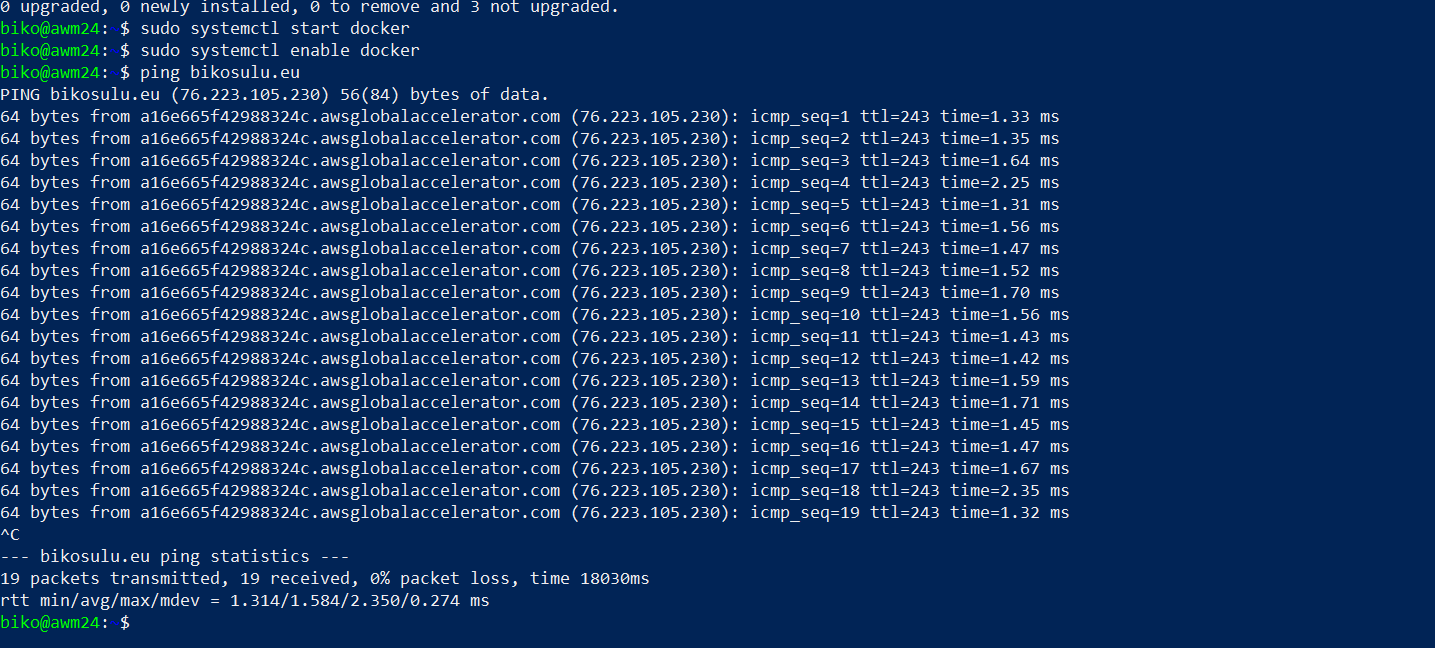 0 upgraded, 0 newly installed, 0 to remove and 3 not upgraded.
biko@awm24:~$ sudo systemctl start docker
biko@awm24:~$ sudo systemctl enable docker
biko@awm24:~$ ping bikosulu.eu
PING bikosulu.eu (76.223.105.230) 56(84) bytes of data.
64 bytes from a16e665f42988324c.awsglobalaccelerator.com (76.223.105.230): icmp_seq=1 ttl=243 time=1.33 ms
64 bytes from a16e665f42988324c.awsglobalaccelerator.com (76.223.105.230): icmp_seq=2 ttl=243 time=1.35 ms
64 bytes from a16e665f42988324c.awsglobalaccelerator.com (76.223.105.230): icmp_seq=3 ttl=243 time=1.64 ms
64 bytes from a16e665f42988324c.awsglobalaccelerator.com (76.223.105.230): icmp_seq=4 ttl=243 time=2.25 ms
64 bytes from a16e665f42988324c.awsglobalaccelerator.com (76.223.105.230): icmp_seq=5 ttl=243 time=1.31 ms
64 bytes from a16e665f42988324c.awsglobalaccelerator.com (76.223.105.230): icmp_seq=6 ttl=243 time=1.56 ms
64 bytes from a16e665f42988324c.awsglobalaccelerator.com (76.223.105.230): icmp_seq=7 ttl=243 time=1.47 ms
64 bytes from a16e665f42988324c.awsglobalaccelerator.com (76.223.105.230): icmp_seq=8 ttl=243 time=1.52 ms
64 bytes from a16e665f42988324c.awsglobalaccelerator.com (76.223.105.230): icmp_seq=9 ttl=243 time=1.70 ms
64 bytes from a16e665f42988324c.awsglobalaccelerator.com (76.223.105.230): icmp_seq=10 ttl=243 time=1.56 ms
64 bytes from a16e665f42988324c.awsglobalaccelerator.com (76.223.105.230): icmp_seq=11 ttl=243 time=1.43 ms
64 bytes from a16e665f42988324c.awsglobalaccelerator.com (76.223.105.230): icmp_seq=12 ttl=243 time=1.42 ms
64 bytes from a16e665f42988324c.awsglobalaccelerator.com (76.223.105.230): icmp_seq=13 ttl=243 time=1.59 ms
64 bytes from a16e665f42988324c.awsglobalaccelerator.com (76.223.105.230): icmp_seq=14 ttl=243 time=1.71 ms
64 bytes from a16e665f42988324c.awsglobalaccelerator.com (76.223.105.230): icmp_seq=15 ttl=243 time=1.45 ms
64 bytes from a16e665f42988324c.awsglobalaccelerator.com (76.223.105.230): icmp_seq=16 ttl=243 time=1.47 ms
64 bytes from a16e665f42988324c.awsglobalaccelerator.com (76.223.105.230): icmp_seq=17 ttl=243 time=1.67 ms
64 bytes from a16e665f42988324c.awsglobalaccelerator.com (76.223.105.230): icmp_seq=18 ttl=243 time=2.35 ms
64 bytes from a16e665f42988324c.awsglobalaccelerator.com (76.223.105.230): icmp_seq=19 ttl=243 time=1.32 ms
^C
--- bikosulu.eu ping statistics ---
19 packets transmitted, 19 received, 0% packet loss, time 18030ms
rtt min/avg/max/mdev = 1.314/1.584/2.350/0.274 ms
biko@awm24:~$